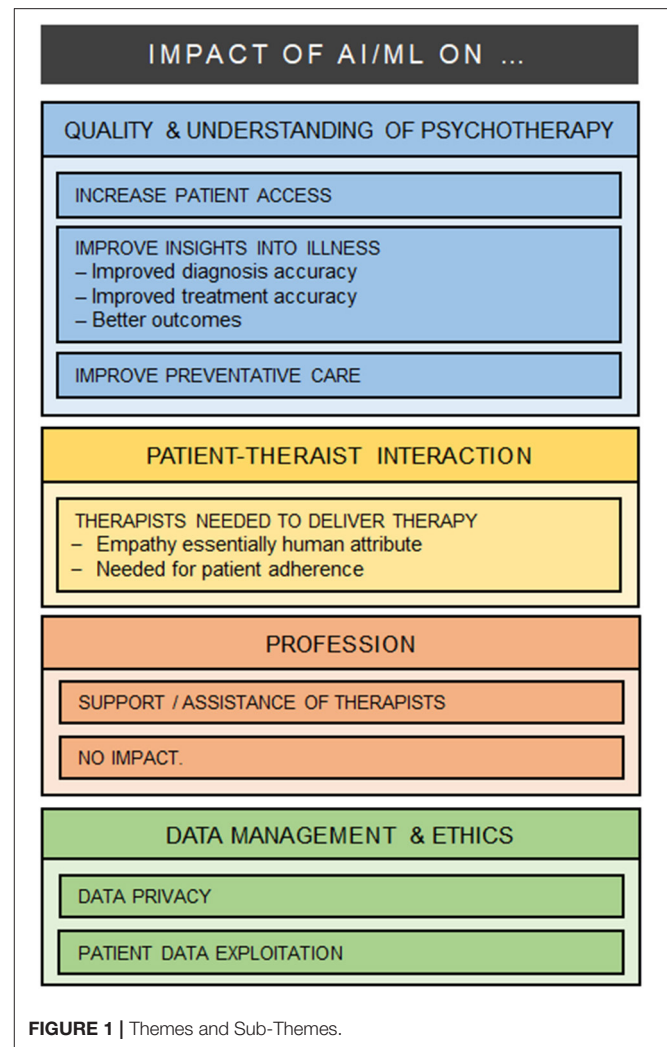 IMPACT OF AI/ML ON ...
QUALITY & UNDERSTANDING OF PSYCHOTHERAPY
INCREASE PATIENT ACCESS
IMPROVE INSIGHTS INTO ILLNESS
– Improved diagnosis accuracy
– Improved treatment accuracy
– Better outcomes
IMPROVE PREVENTATIVE CARE
PATIENT-THERAIST INTERACTION
THERAPISTS NEEDED TO DELIVER THERAPY
– Empathy essentially human attribute
– Needed for patient adherence
PROFESSION
SUPPORT / ASSISTANCE OF THERAPISTS
NO IMPACT.
DATA MANAGEMENT & ETHICS
DATA PRIVACY
PATIENT DATA EXPLOITATION
FIGURE 1 | Themes and Sub-Themes.